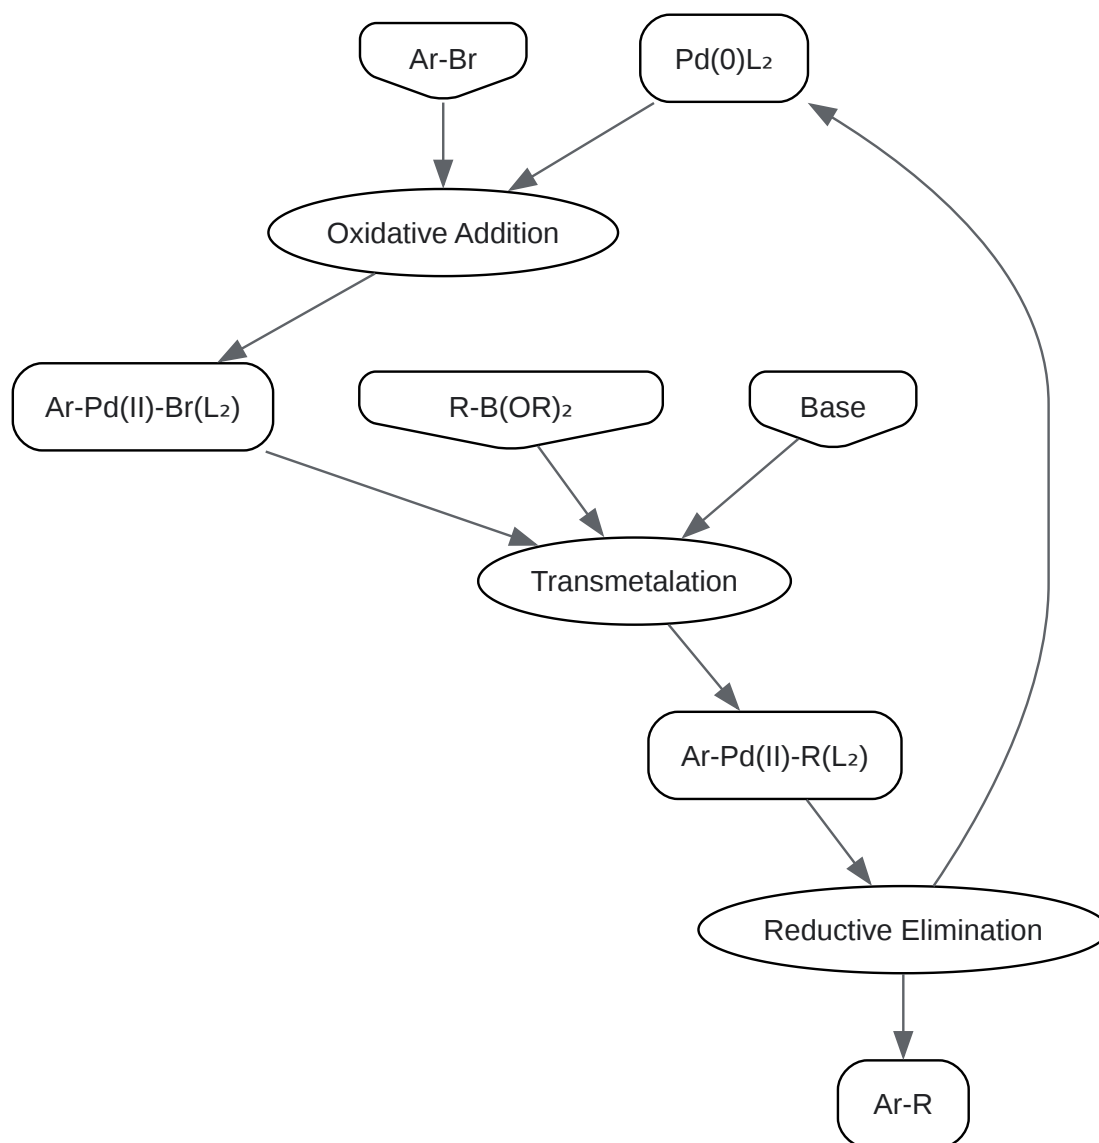 Ar-Br
Pd(0)L₂
Oxidative Addition
Ar-Pd(II)-Br(L₂)
R-B(OR)₂
Base
Transmetalation
Ar-Pd(II)-R(L₂)
Reductive Elimination
Ar-R